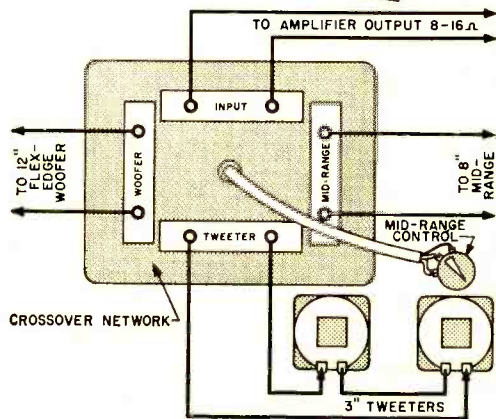 TO AMPLIFIER OUTPUT 8-16Ω
INPUT
TO 12"
FLEX-
EDGE
WOOFER
WOOFER
MID-RANGE
TO 8"
MID-
RANGE
TWEETER
MID-RANGE
CONTROL
CROSSOVER NETWORK
3" TWEETERS